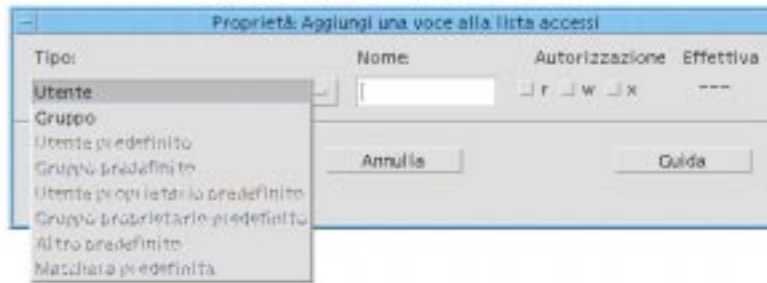 Proprietà: Aggiungi una voce alla lista accessi
Tipo: Nome: Autorizzazione Effettiva
Utente r w x ---
Gruppo
Utente predefinito
Gruppo predefinito
Annulla Guida
Utente proprietario predefinito
Gruppo proprietario predefinito
Altro predefinito
Maschera predefinita